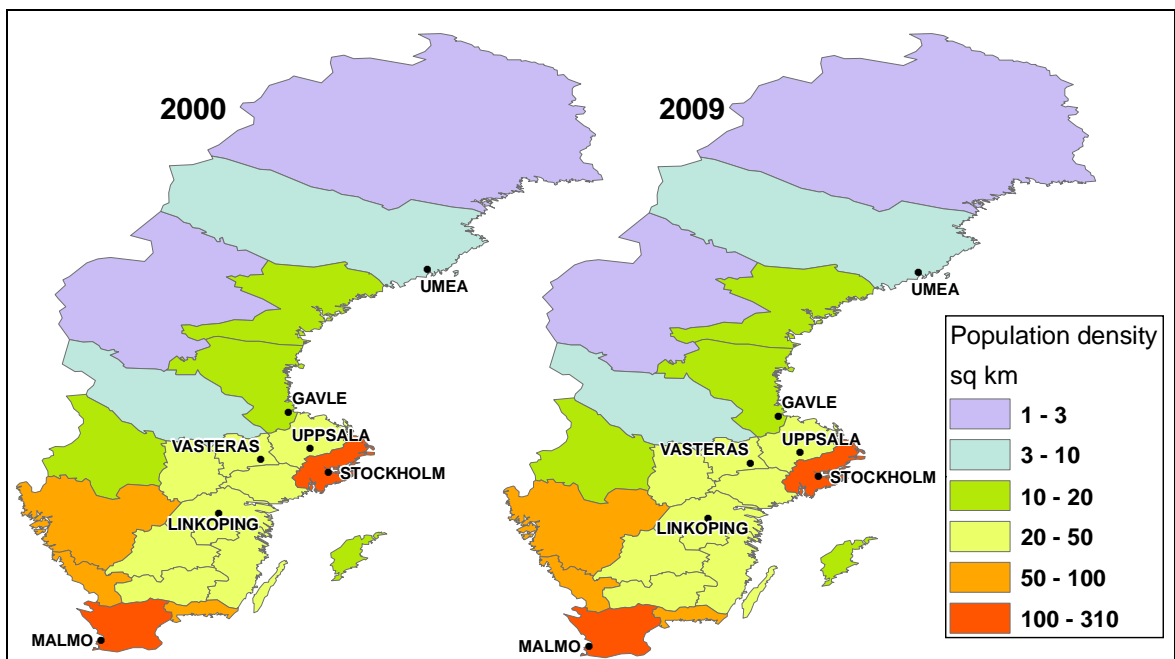 2000
UMEA
GAVLE
UPPSALA
VASTERAS
STOCKHOLM
LINKOPING
MALMO
2009
UMEA
GAVLE
UPPSALA
VASTERAS
STOCKHOLM
LINKOPING
MALMO
Population density
sq km
1 - 3
3 - 10
10 - 20
20 - 50
50 - 100
100 - 310